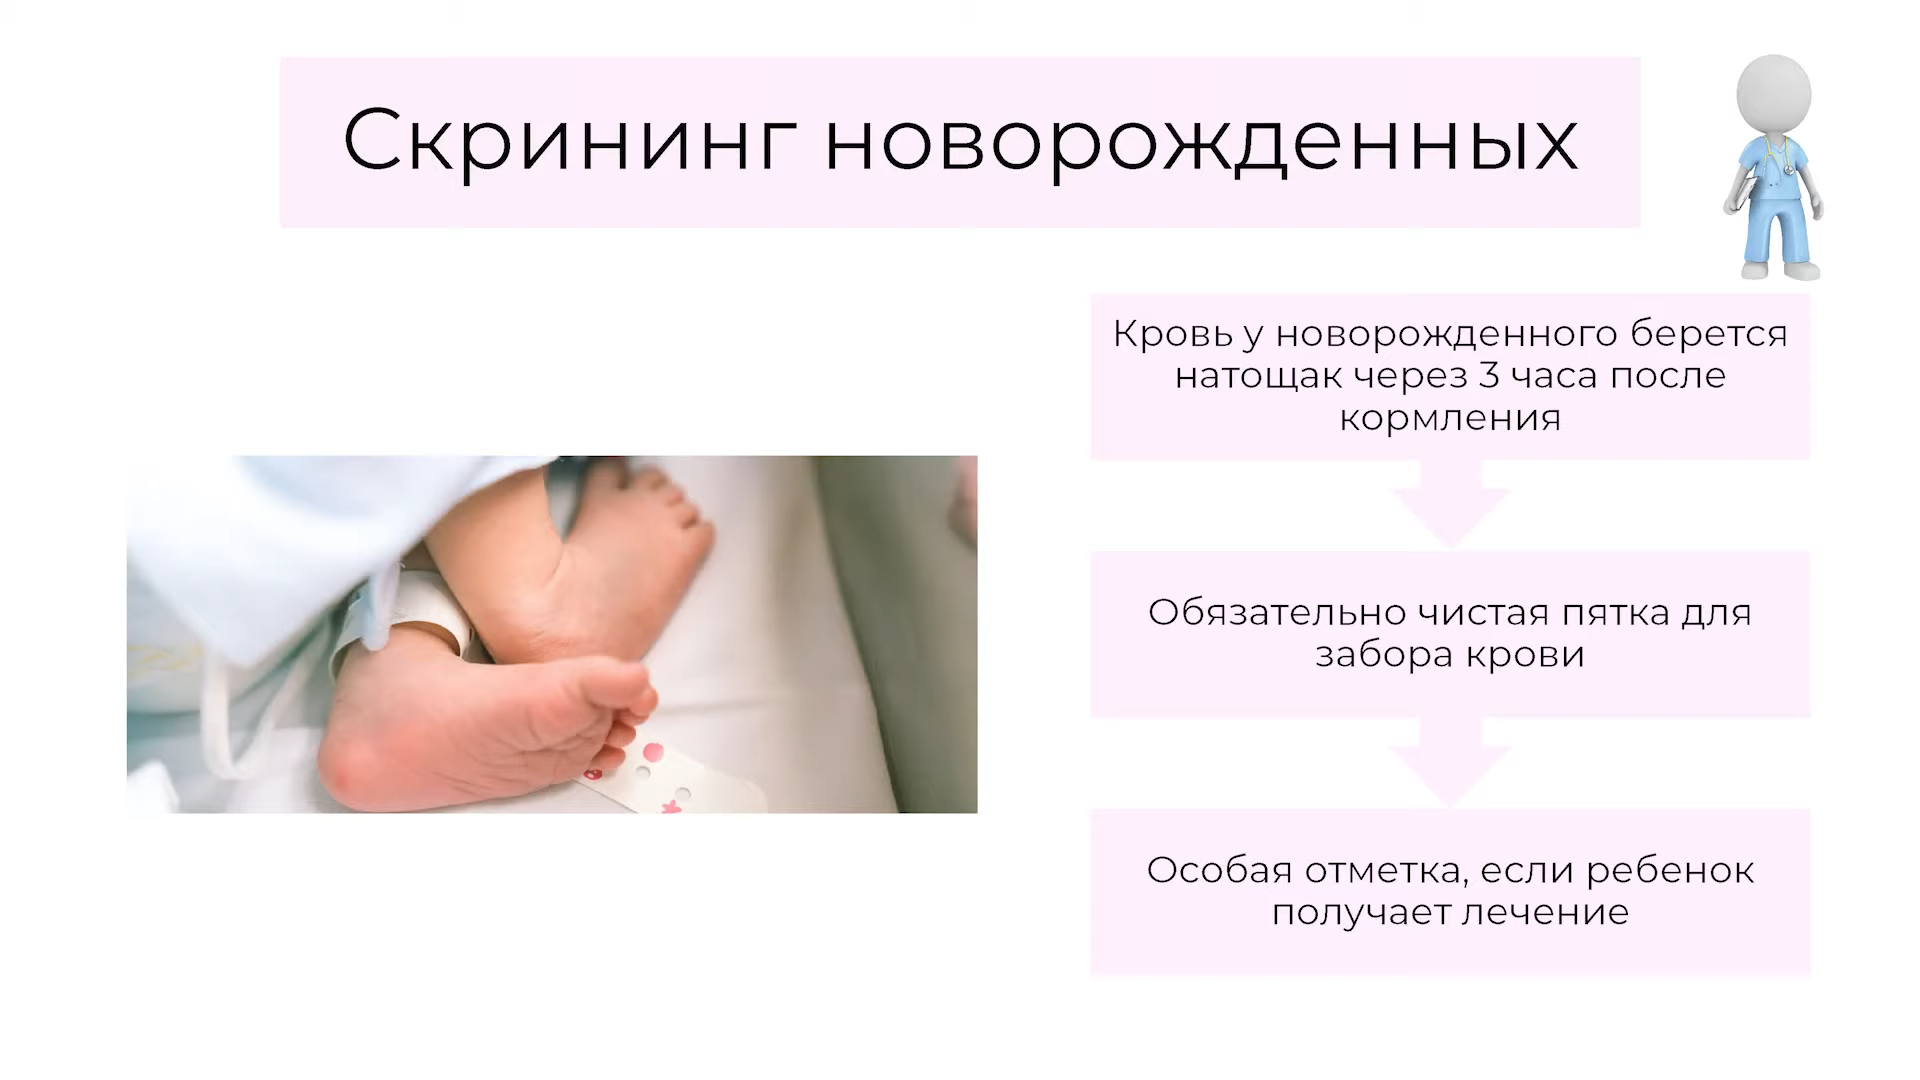 Скрининг новорожденных
Кровь у новорожденного берется
натощак через 3 часа после
кормления
Обязательно чистая пятка для
забора крови
Особая отметка, если ребенок
получает лечение